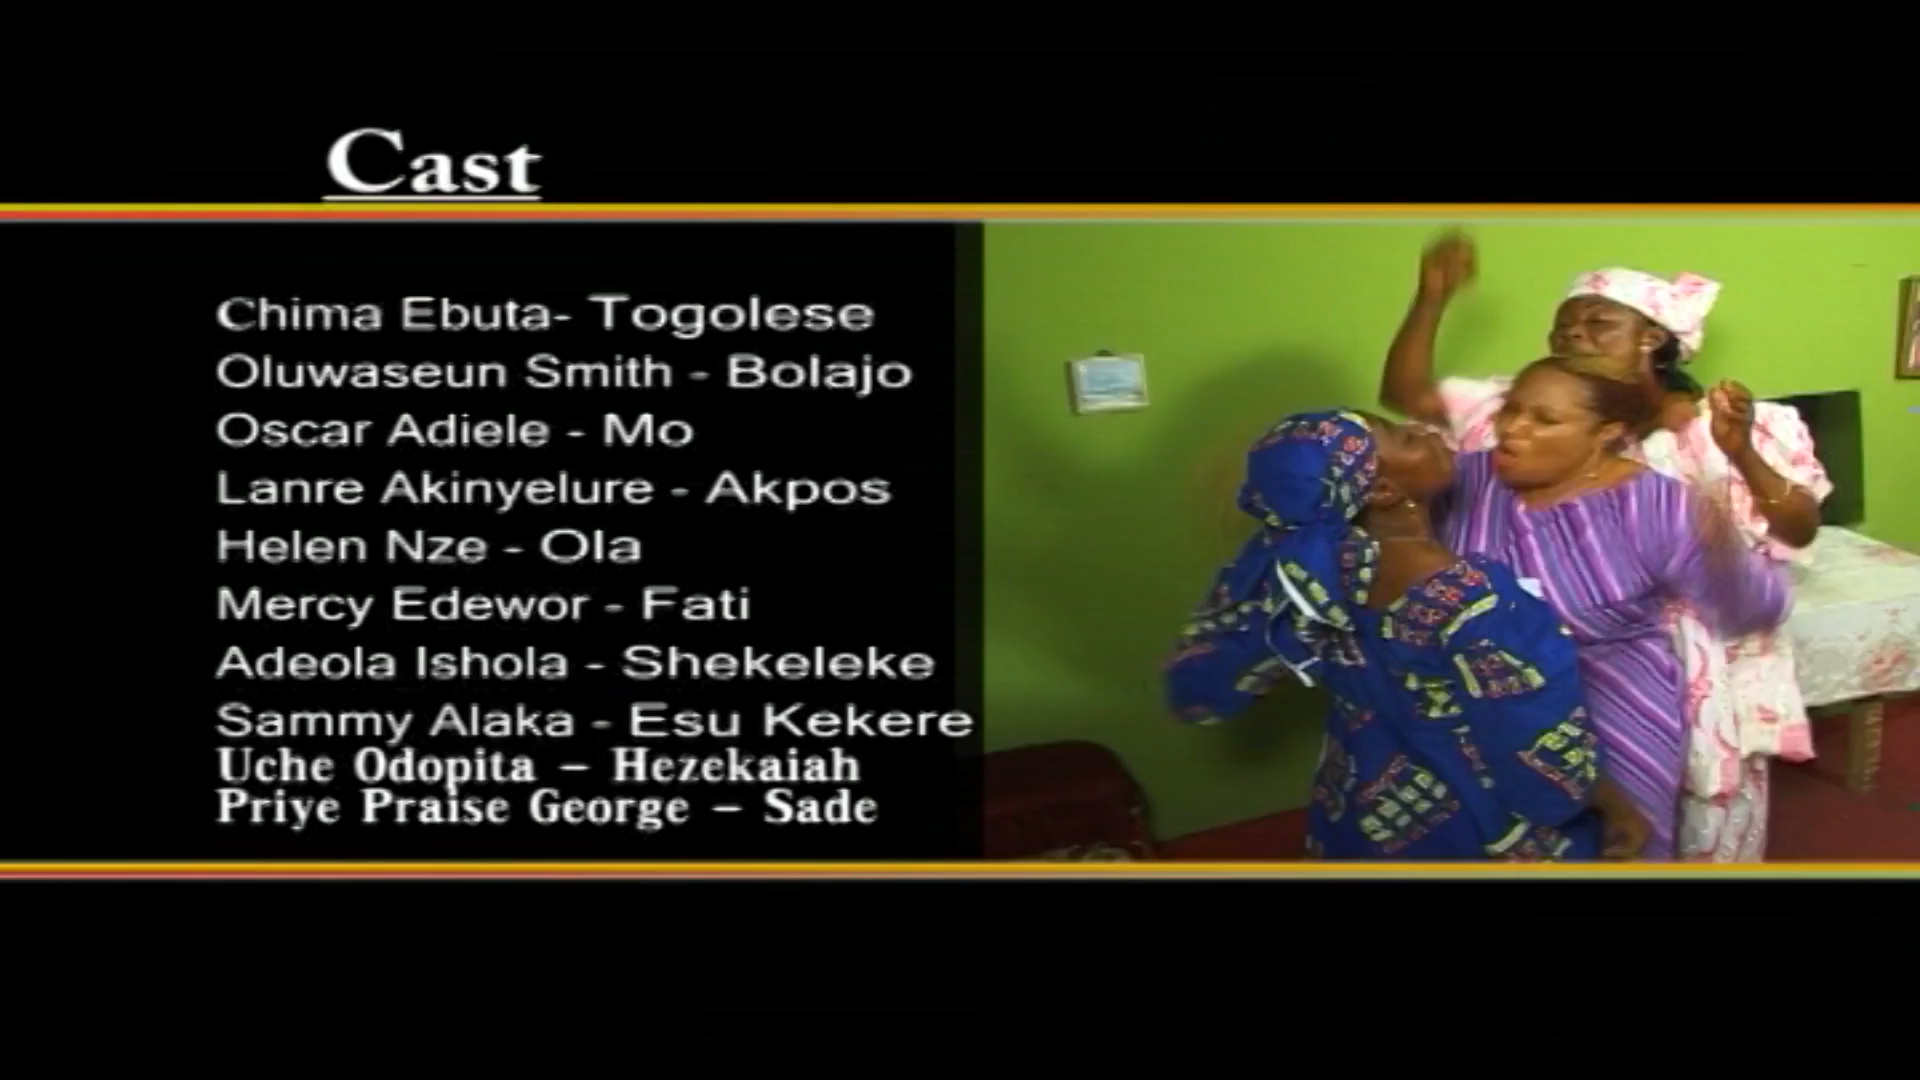 Cast
Chima Ebuta- Togolese
Oluwaseun Smith - Bolajo
Oscar Adiele - Mo
Lanre Akinyelure - Akpos
Helen Nze - Ola
Mercy Edewor - Fati
Adeola Ishola - Shekeleke
Sammy Alaka - Esu Kekere
Uche Odopita – Hezekaiah
Priye Praise George – Sade